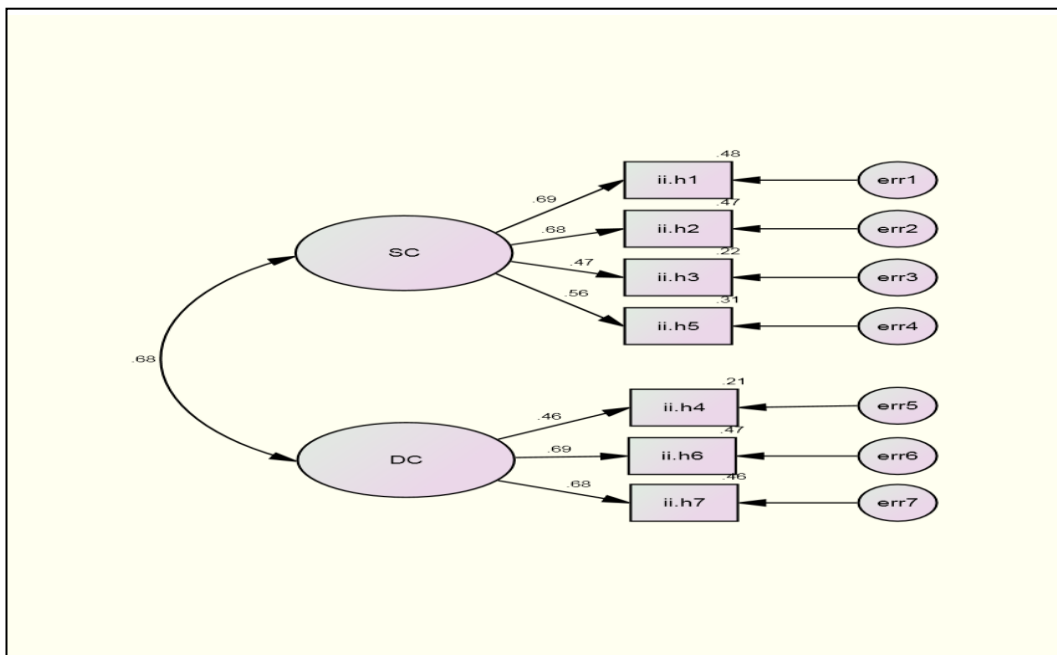 .48
ii.h1
err1
.69
.47
ii.h2
err2
.68
SC
.22
ii.h3
err3
.47
.31
ii.h5
err4
.56
.68
.21
ii.h4
err5
.46
.47
ii.h6
err6
.69
DC
.46
ii.h7
err7
.68